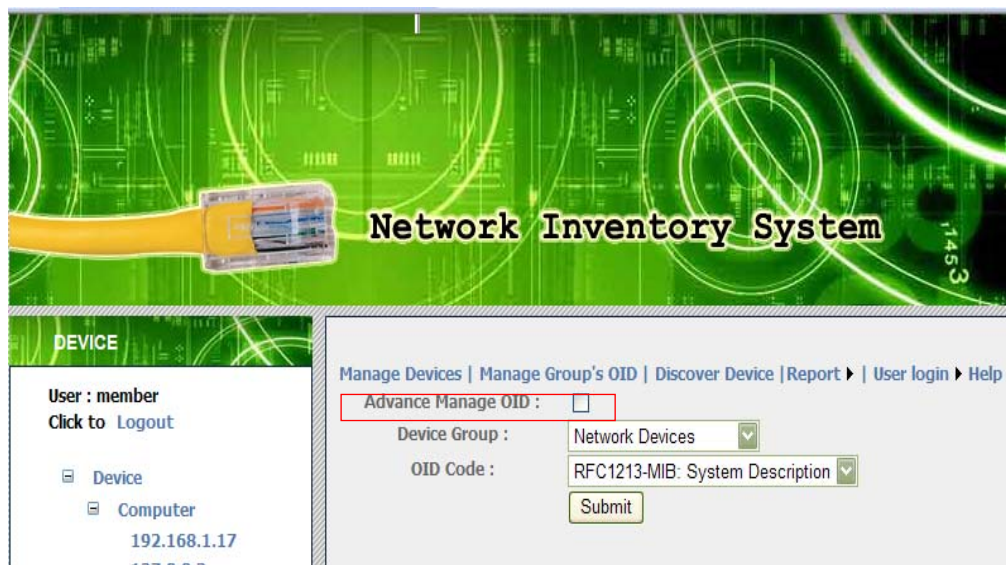 Network Inventory System
1453
DEVICE
User : member
Click to Logout
Device
Computer
192.168.1.17
Manage Devices | Manage Group's OID | Discover Device |Report | User login Help
Advance Manage OID :
Device Group : Network Devices
OID Code : RFC1213-MIB: System Description
Submit